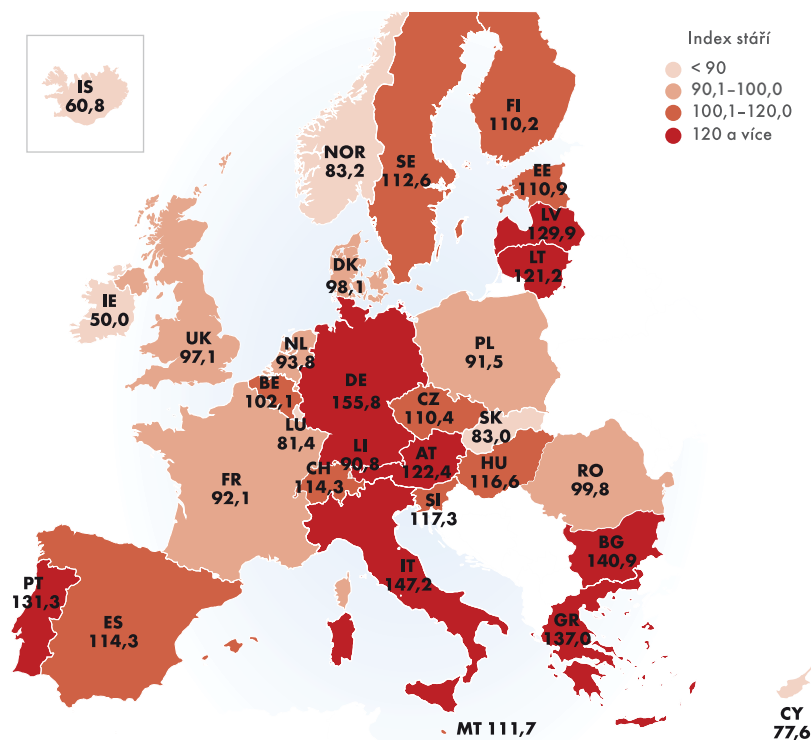 Index stáří
< 90
90,1–100,0
100,1–120,0
120 a více
IS
60,8
FI
110,2
NOR
83,2
SE
112,6
EE
110,9
LV
129,9
LT
121,2
DK
98,1
IE
50,0
UK
97,1
NL
93,8
PL
91,5
BE
102,1
DE
155,8
CZ
110,4
LU
81,4
SK
83,0
LI
90,8
AT
122,4
HU
116,6
CH
114,3
FR
92,1
RO
99,8
SI
117,3
BG
140,9
IT
147,2
PT
131,3
ES
114,3
GR
137,0
MT 111,7
CY
77,6